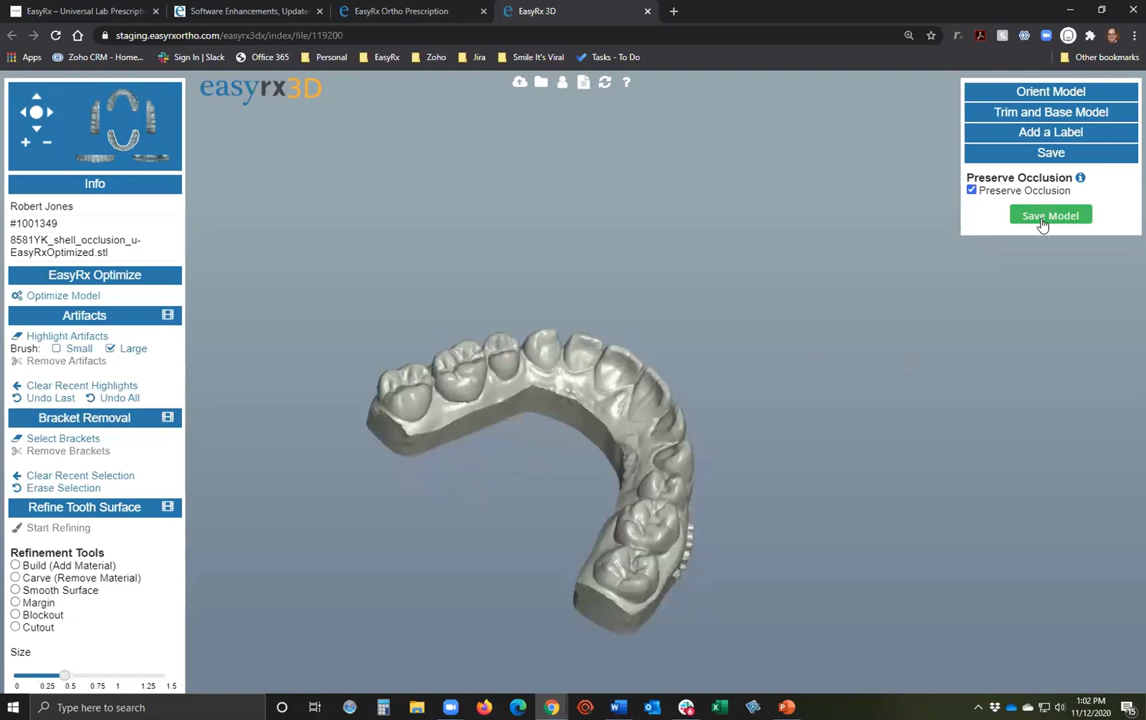 EasyRx – Universal Lab Prescripti
Software Enhancements, Update
EasyRx Ortho Prescription
EasyRx 3D
staging.easyrxortho.com/easyrx3dx/index/file/119200
Apps
Zoho CRM - Home...
Sign In | Slack
Office 365
Personal
EasyRx
Zoho
Jira
Smile It's Viral
Tasks - To Do
Other bookmarks
easyrx3D
?
Info
Robert Jones
#1001349
8581YK_shell_occlusion_u-
EasyRxOptimized.stl
EasyRx Optimize
Optimize Model
Artifacts
Highlight Artifacts
Brush: Small Large
Remove Artifacts
Clear Recent Highlights
Undo Last Undo All
Bracket Removal
Select Brackets
Remove Brackets
Clear Recent Selection
Erase Selection
Refine Tooth Surface
Start Refining
Refinement Tools
Build (Add Material)
Carve (Remove Material)
Smooth Surface
Margin
Blockout
Cutout
Size
0 0.25 0.5 0.75 1 1.25 1.5
Orient Model
Trim and Base Model
Add a Label
Save
Preserve Occlusion
Preserve Occlusion
Save Model
Type here to search
1:02 PM
11/12/2020